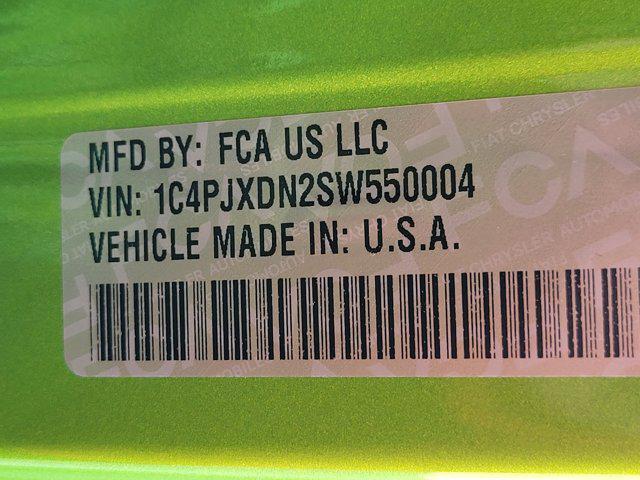 MFD BY: FCA US LLC
VIN: 1C4PJXDN2SW550004
VEHICLE MADE IN: U.S.A.